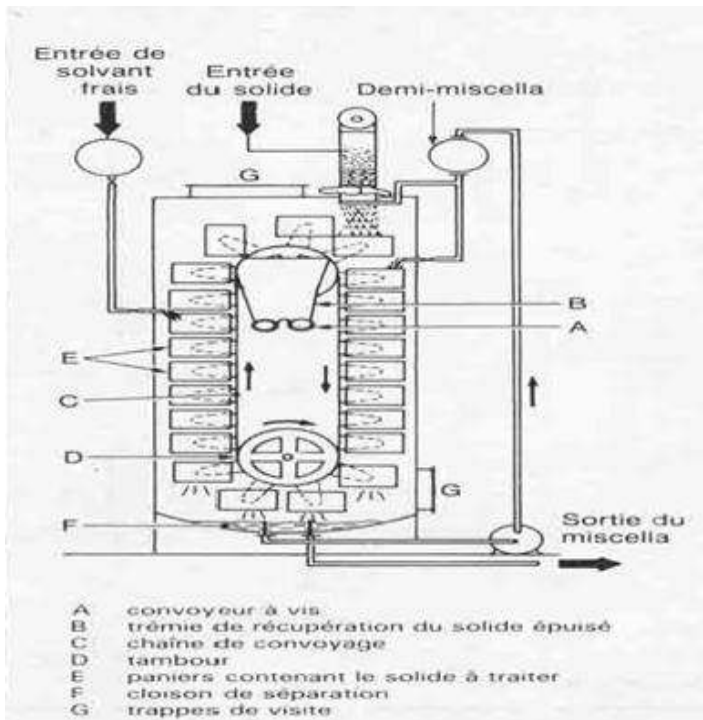 Entrée de
solvant
frais
Entrée
du solide
Demi-miscella
G
B
A
E
C
D
G
F
Sortie du
miscella
A convoyeur à vis
B trémie de récupération du solide épuisé
C chaîne de convoyage
D tambour
E paniers contenant le solide à traiter
F cloison de séparation
G trappes de visite